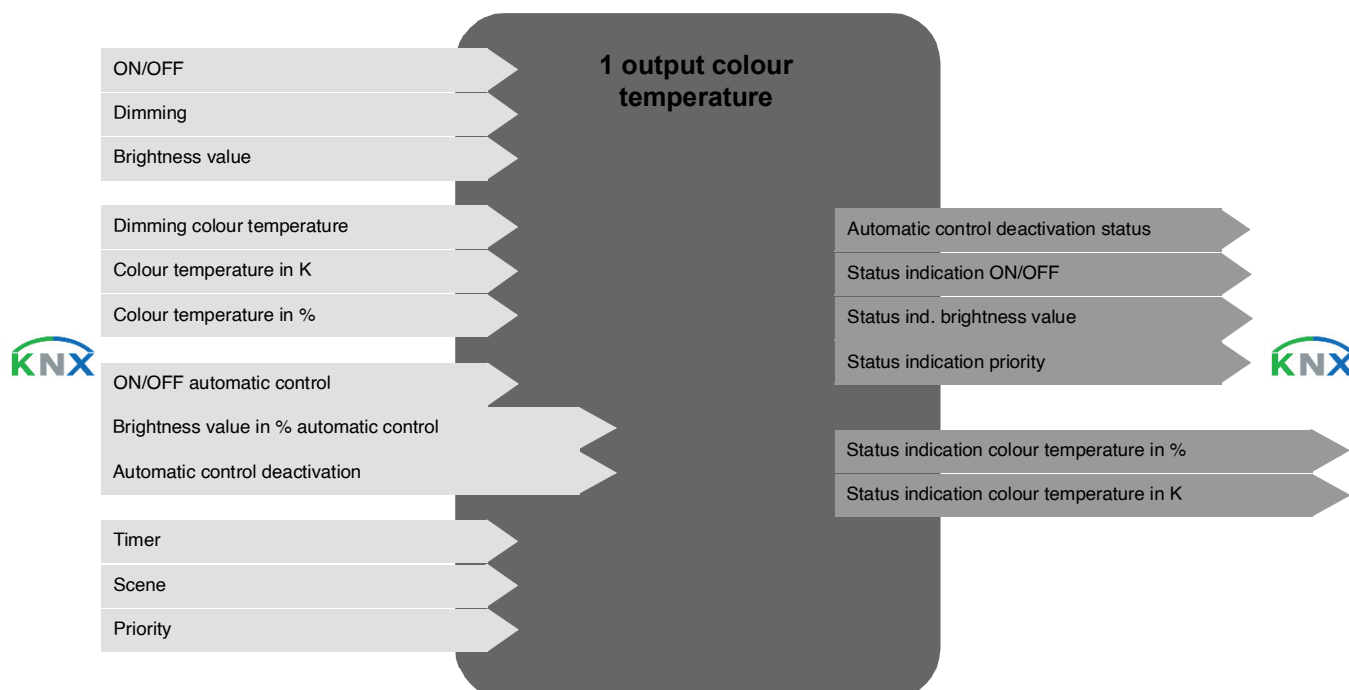 1 output colour
temperature
ON/OFF
Dimming
Brightness value
Dimming colour temperature
Colour temperature in K
Colour temperature in %
KNX
ON/OFF automatic control
Brightness value in % automatic control
Automatic control deactivation
Timer
Scene
Priority
Automatic control deactivation status
Status indication ON/OFF
Status ind. brightness value
Status indication priority
KNX
Status indication colour temperature in %
Status indication colour temperature in K